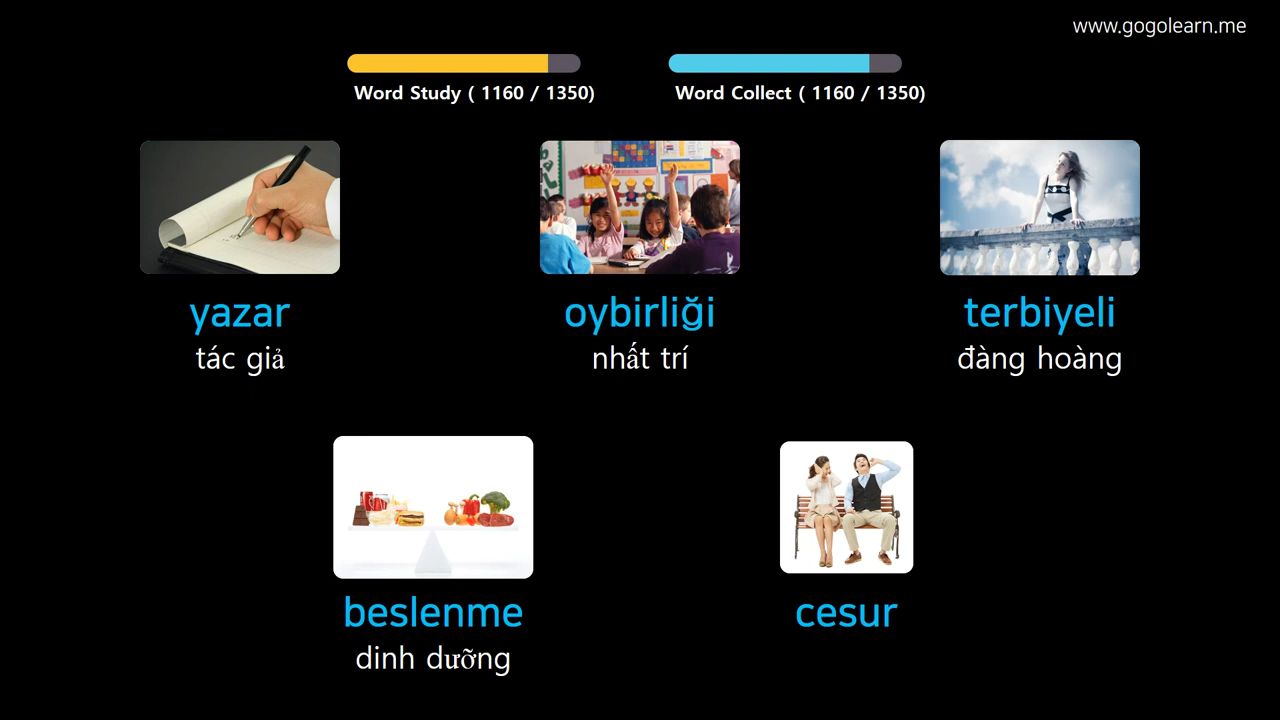 www.gogolearn.me
Word Study ( 1160 / 1350)
Word Collect ( 1160 / 1350)
yazar
tác giả
oybirliği
nhất trí
terbiyeli
đàng hoàng
beslenme
dinh dưỡng
cesur